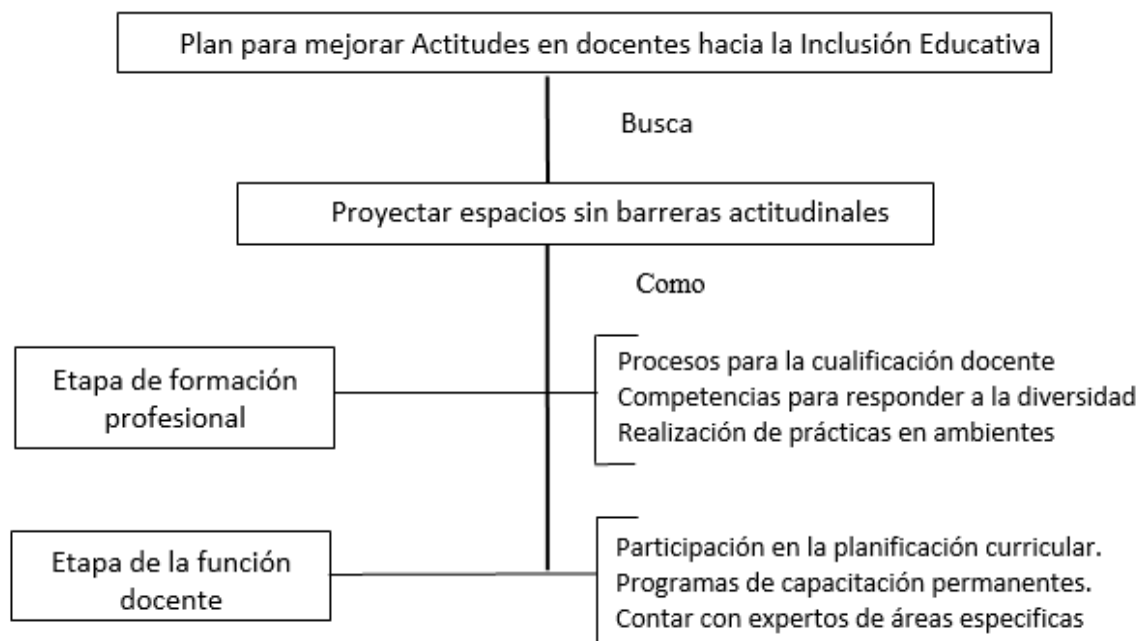 Plan para mejorar Actitudes en docentes hacia la Inclusión Educativa
Busca
Proyectar espacios sin barreras actitudinales
Como
Etapa de formación
profesional
Procesos para la cualificación docente
Competencias para responder a la diversidad
Realización de prácticas en ambientes
Etapa de la función
docente
Participación en la planificación curricular.
Programas de capacitación permanentes.
Contar con expertos de áreas especificas